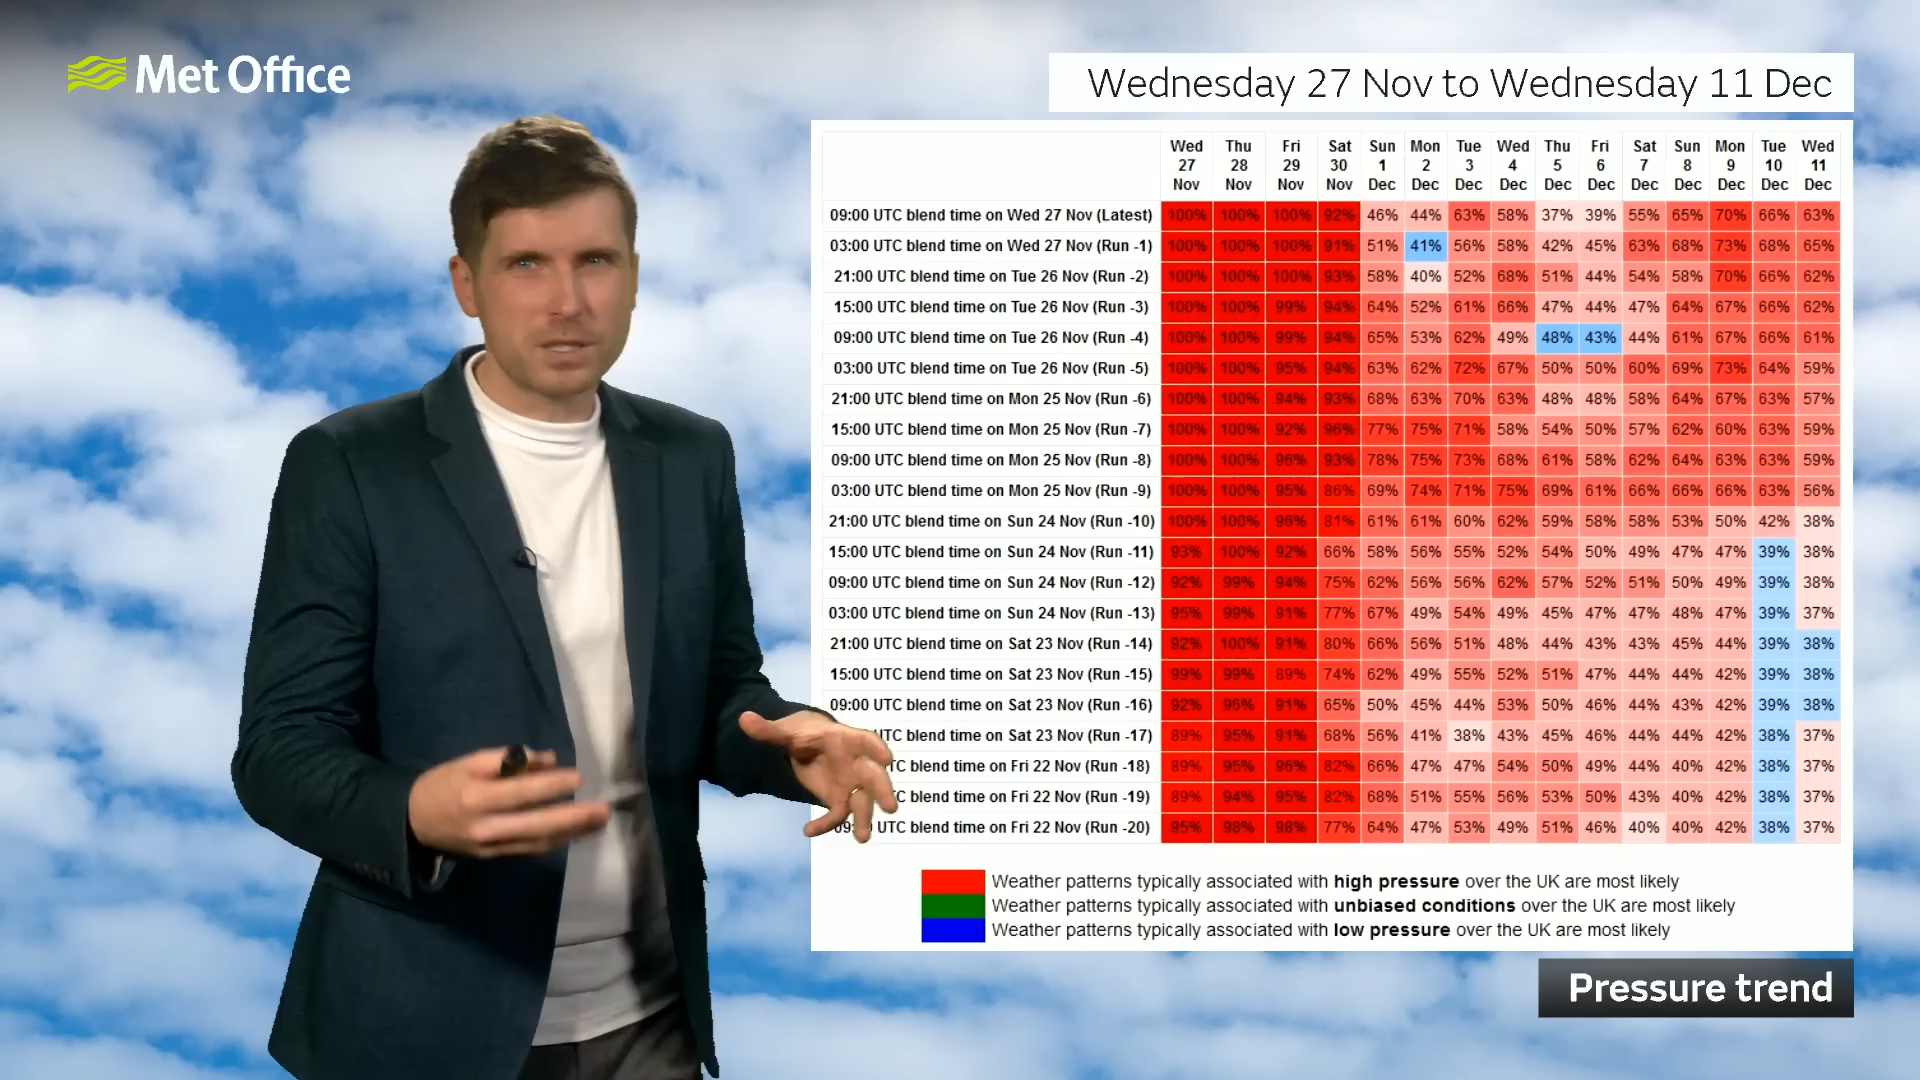 Met Office
Wednesday 27 Nov to Wednesday 11 Dec
Wed Thu Fri Sat Sun Mon Tue Wed Thu Fri Sat Sun Mon Tue Wed
27 28 29 30 1 2 3 4 5 6 7 8 9 10 11
Nov Nov Nov Nov Dec Dec Dec Dec Dec Dec Dec Dec Dec Dec Dec
09:00 UTC blend time on Wed 27 Nov (Latest) 100% 100% 100% 92% 46% 44% 63% 58% 37% 39% 55% 65% 70% 66% 63%
03:00 UTC blend time on Wed 27 Nov (Run -1) 100% 100% 100% 91% 51% 41% 56% 58% 42% 45% 63% 68% 73% 68% 65%
21:00 UTC blend time on Tue 26 Nov (Run -2) 100% 100% 100% 93% 58% 40% 52% 68% 51% 44% 54% 58% 70% 66% 62%
15:00 UTC blend time on Tue 26 Nov (Run -3) 100% 100% 99% 94% 64% 52% 61% 66% 47% 44% 47% 64% 67% 66% 62%
09:00 UTC blend time on Tue 26 Nov (Run -4) 100% 100% 99% 94% 65% 53% 62% 49% 48% 43% 44% 61% 67% 66% 61%
03:00 UTC blend time on Tue 26 Nov (Run -5) 100% 100% 95% 94% 63% 62% 72% 67% 50% 50% 60% 69% 73% 64% 59%
21:00 UTC blend time on Mon 25 Nov (Run -6) 100% 100% 94% 93% 68% 63% 70% 63% 48% 48% 58% 64% 67% 63% 57%
15:00 UTC blend time on Mon 25 Nov (Run -7) 100% 100% 92% 96% 77% 75% 71% 58% 54% 50% 57% 62% 60% 63% 59%
09:00 UTC blend time on Mon 25 Nov (Run -8) 100% 100% 96% 93% 78% 75% 73% 68% 61% 58% 62% 64% 63% 63% 59%
03:00 UTC blend time on Mon 25 Nov (Run -9) 100% 100% 95% 86% 69% 74% 71% 75% 69% 61% 66% 66% 66% 63% 56%
21:00 UTC blend time on Sun 24 Nov (Run -10) 100% 100% 96% 81% 61% 61% 60% 62% 59% 58% 58% 53% 50% 42% 38%
15:00 UTC blend time on Sun 24 Nov (Run -11) 93% 100% 92% 66% 58% 56% 55% 52% 54% 50% 49% 47% 47% 39% 38%
09:00 UTC blend time on Sun 24 Nov (Run -12) 92% 99% 94% 75% 62% 56% 56% 62% 57% 52% 51% 50% 49% 39% 38%
03:00 UTC blend time on Sun 24 Nov (Run -13) 95% 99% 91% 77% 67% 49% 54% 49% 45% 47% 47% 48% 47% 39% 37%
21:00 UTC blend time on Sat 23 Nov (Run -14) 92% 100% 91% 80% 66% 56% 51% 48% 44% 43% 43% 45% 44% 39% 38%
15:00 UTC blend time on Sat 23 Nov (Run -15) 99% 99% 89% 74% 62% 49% 55% 52% 51% 47% 44% 44% 42% 39% 38%
09:00 UTC blend time on Sat 23 Nov (Run -16) 92% 96% 91% 65% 50% 45% 44% 53% 50% 46% 44% 43% 42% 39% 38%
UTC blend time on Sat 23 Nov (Run -17) 89% 95% 91% 68% 56% 41% 38% 43% 45% 46% 44% 44% 42% 38% 37%
TC blend time on Fri 22 Nov (Run -18) 89% 95% 96% 82% 66% 47% 47% 54% 50% 49% 44% 40% 42% 38% 37%
C blend time on Fri 22 Nov (Run -19) 89% 94% 95% 82% 68% 51% 55% 56% 53% 50% 43% 40% 42% 38% 37%
UTC blend time on Fri 22 Nov (Run -20) 95% 98% 98% 77% 64% 47% 53% 49% 51% 46% 40% 40% 42% 38% 37%
Weather patterns typically associated with high pressure over the UK are most likely
Weather patterns typically associated with unbiased conditions over the UK are most likely
Weather patterns typically associated with low pressure over the UK are most likely
Pressure trend